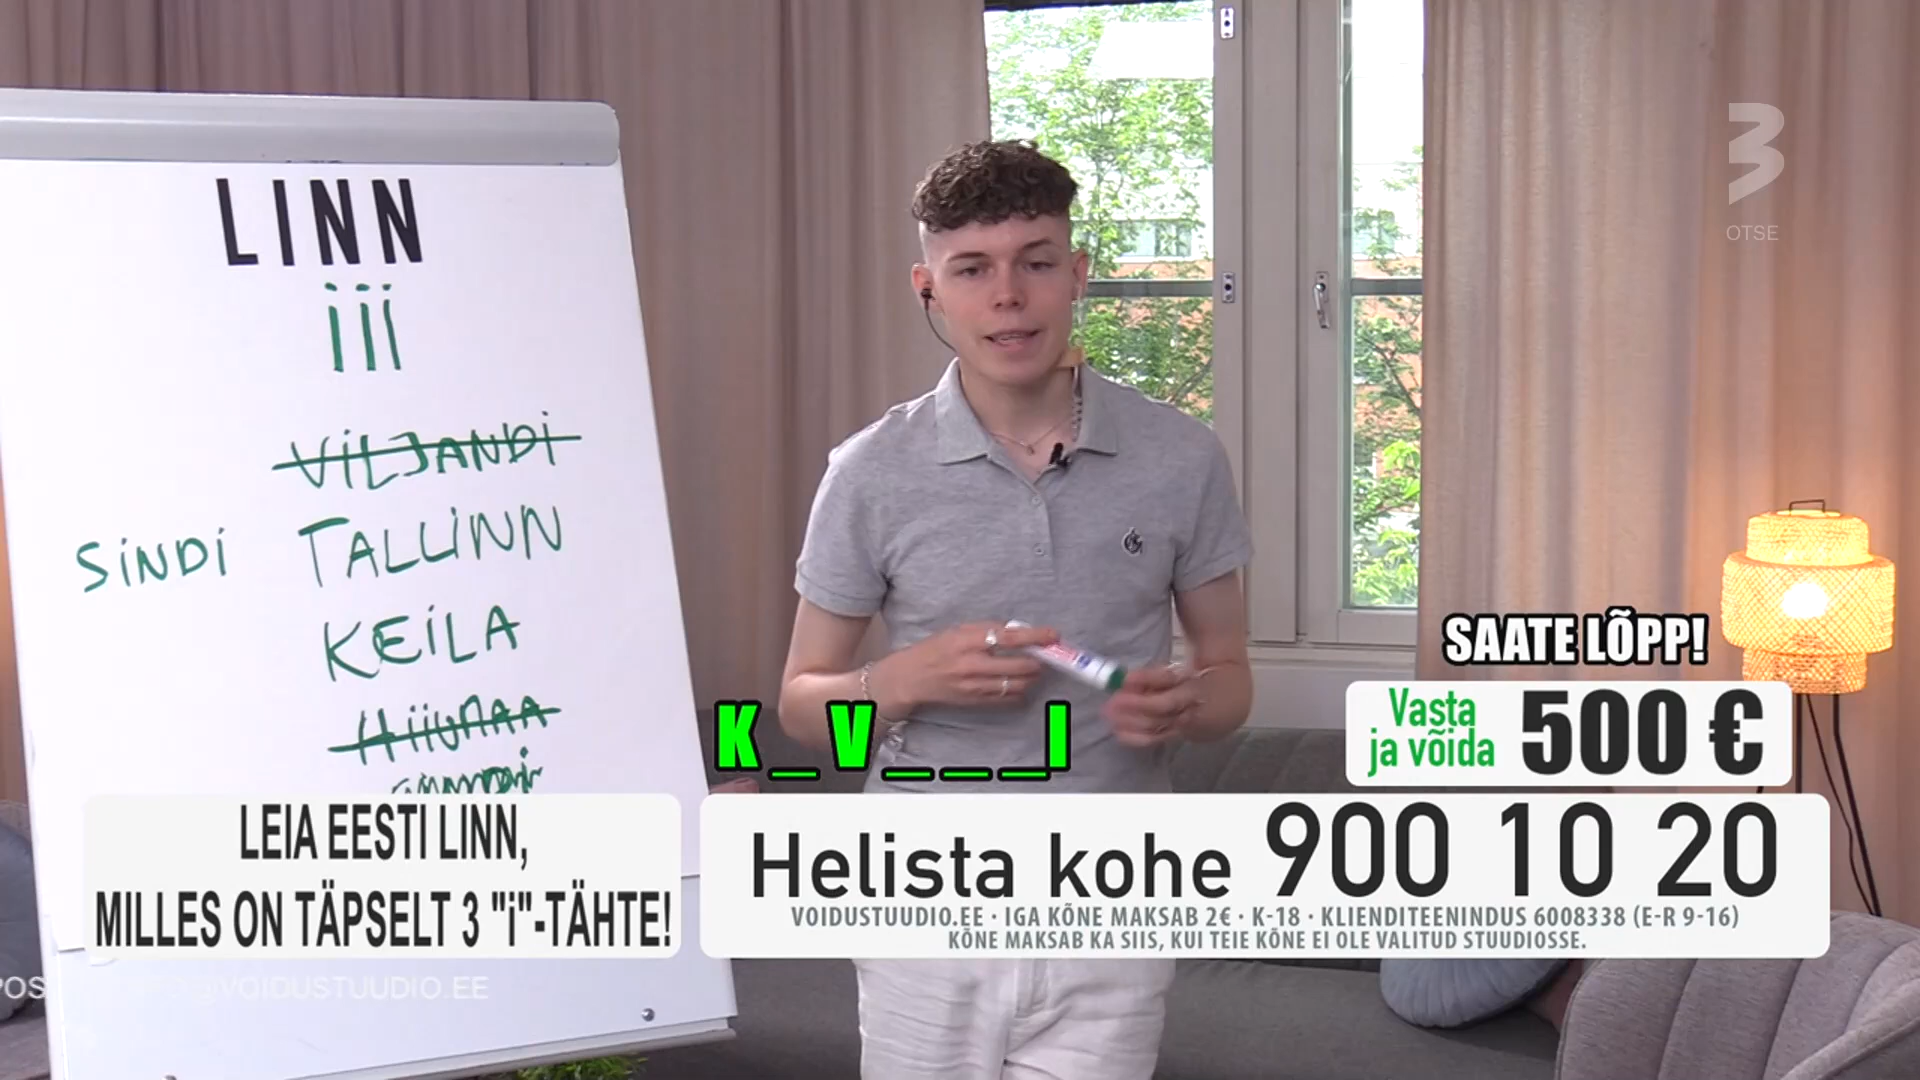 LINN
iii
VILJANDI
SINDI TALLINN
KEILA
HIIUMAA
3
OTSE
SAATE LÕPP!
K_V___I
Vasta
ja võida
500 €
LEIA EESTI LINN,
MILLES ON TÄPSELT 3 "i"-TÄHTE!
Helista kohe 900 10 20
VOIDUSTUUDIO.EE · IGA KÕNE MAKSAB 2€ · K-18 · KLIENDITEENINDUS 6008338 (E-R 9-16)
KÕNE MAKSAB KA SIIS, KUI TEIE KÕNE EI OLE VALITUD STUUDIOSSE.
@VOIDUSTUUDIO.EE